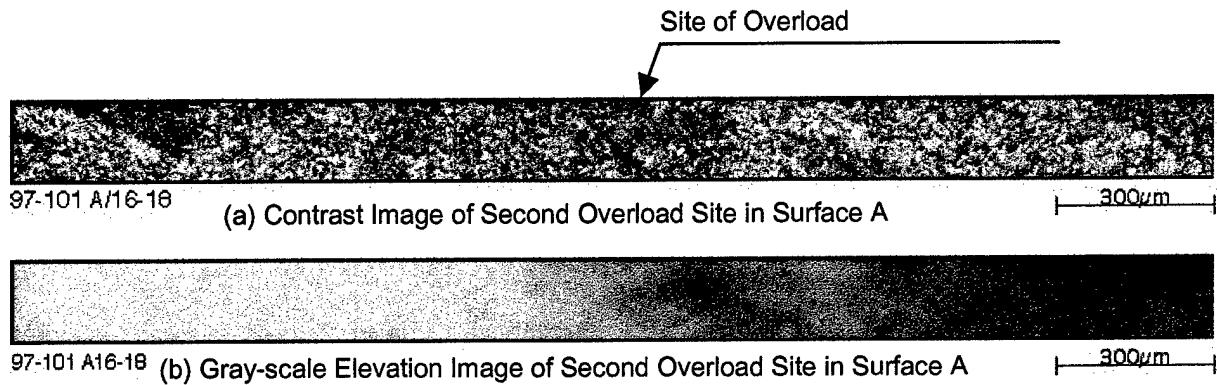 Site of Overload
97-101 A/16-18
(a) Contrast Image of Second Overload Site in Surface A
300µm
97-101 A16-18
(b) Gray-scale Elevation Image of Second Overload Site in Surface A
300µm